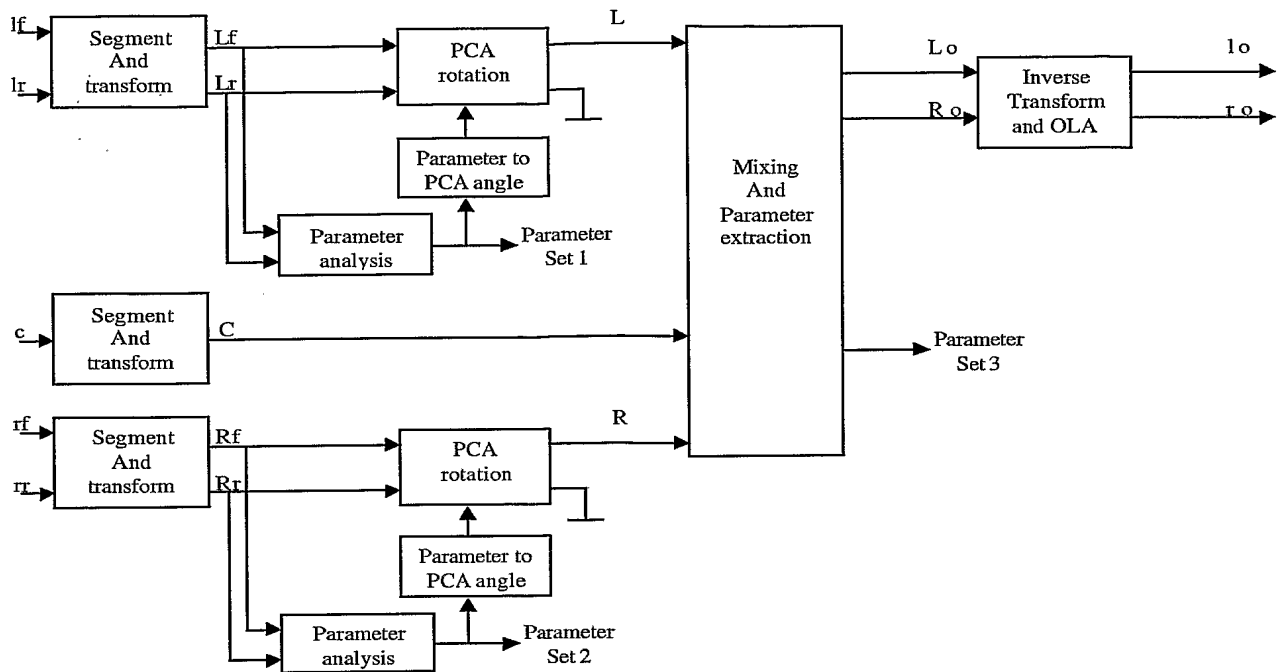 lf
lr
Segment
And
transform
Lf
Lr
PCA
rotation
L
Parameter to
PCA angle
Parameter
analysis
Parameter
Set 1
c
Segment
And
transform
C
Mixing
And
Parameter
extraction
Lo
Ro
Inverse
Transform
and OLA
lo
ro
Parameter
Set 3
rf
rr
Segment
And
transform
Rf
Rr
PCA
rotation
R
Parameter to
PCA angle
Parameter
analysis
Parameter
Set 2